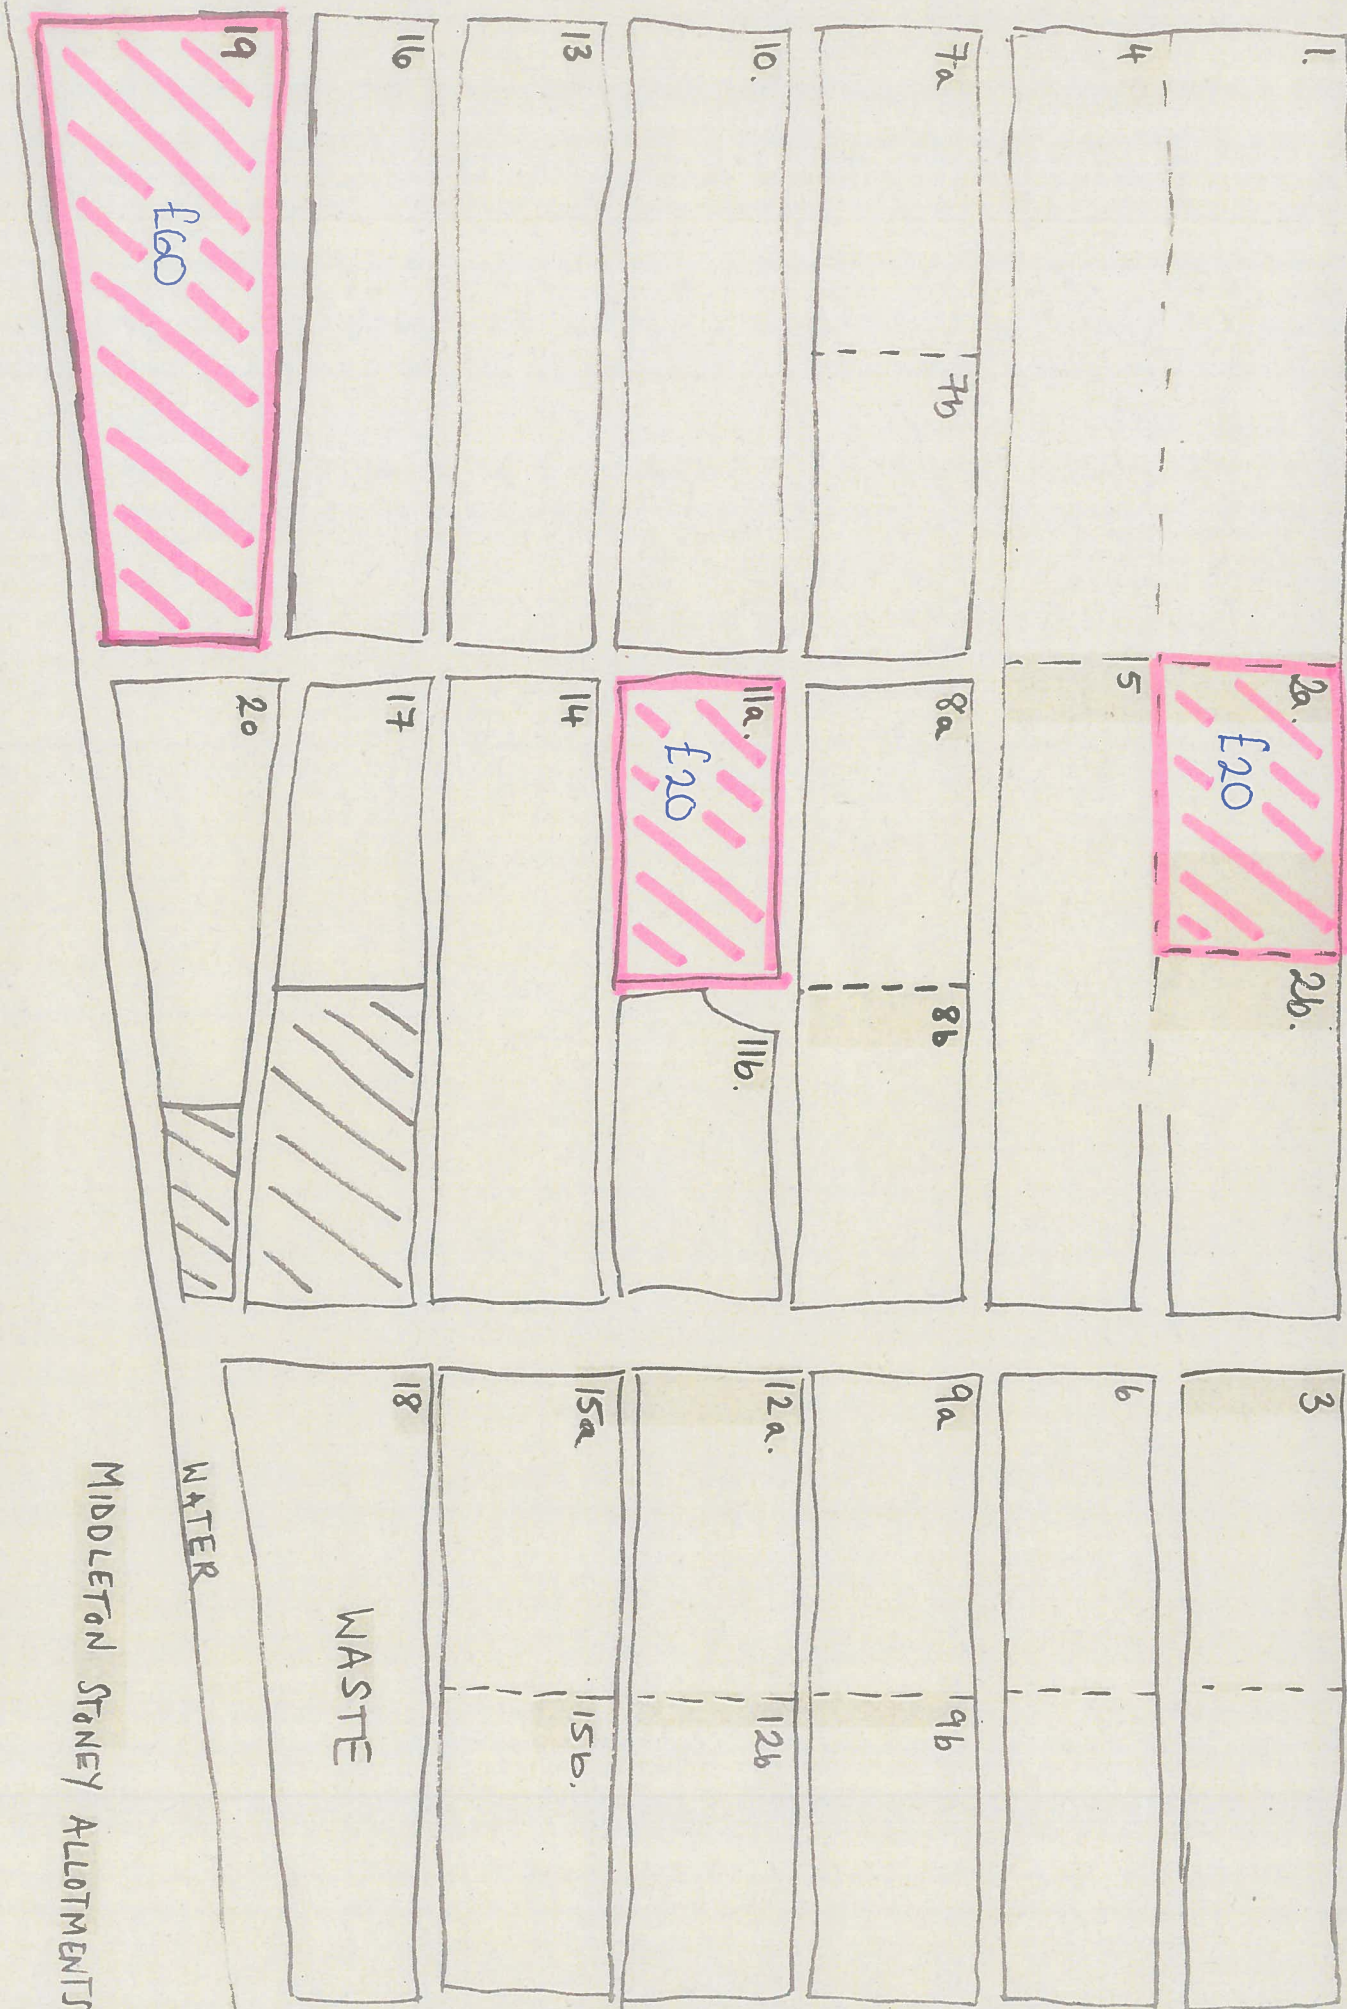 1.
2a.
£20
2b.
3
4
5
6
7a
7b
8a
8b
9a
9b
10.
11a.
£20
11b.
12a.
12b
13
14
15a
15b.
16
17
18
WASTE
19
£60
20
WATER
MIDDLETON STONEY ALLOTMENTS